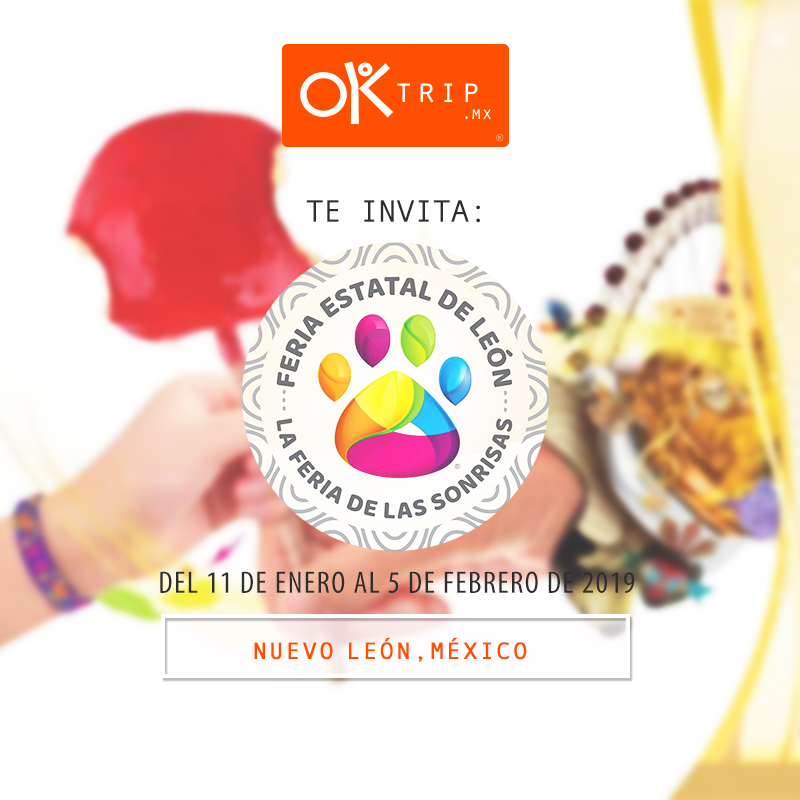 OK TRIP
.MX
®
TE INVITA:
FERIA ESTATAL DE LEÓN
LA FERIA DE LAS SONRISAS
®
DEL 11 DE ENERO AL 5 DE FEBRERO DE 2019
NUEVO LEÓN,MÉXICO